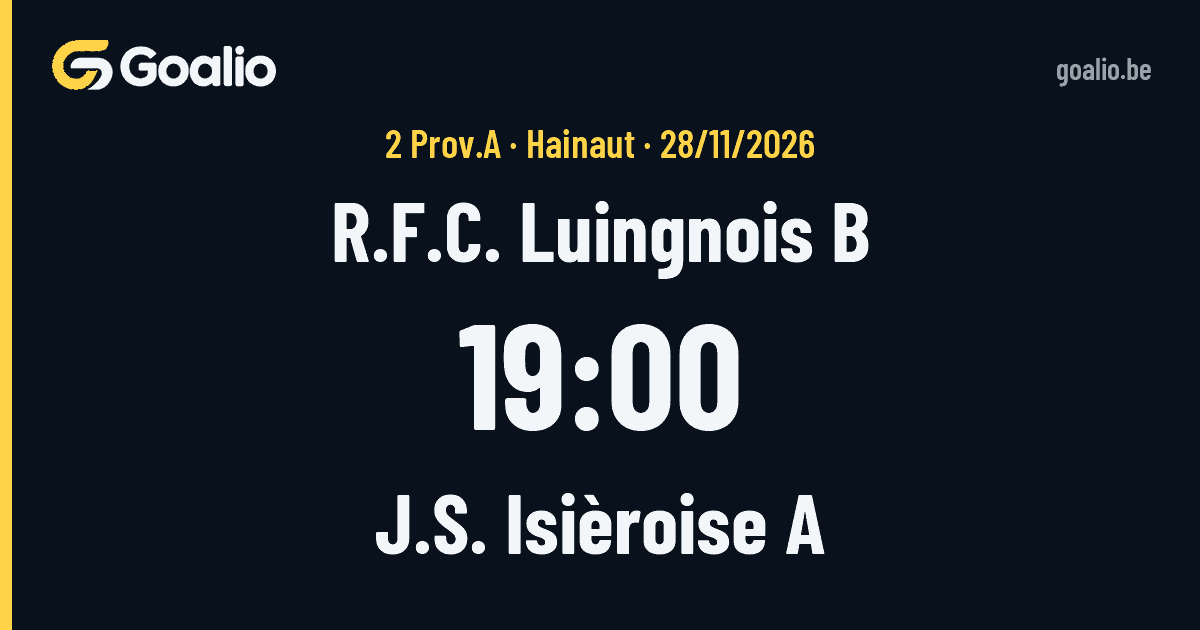 Goalio
goalio.be
2 Prov.A · Hainaut · 28/11/2026
R.F.C. Luingnois B
19:00
J.S. Isièroise A